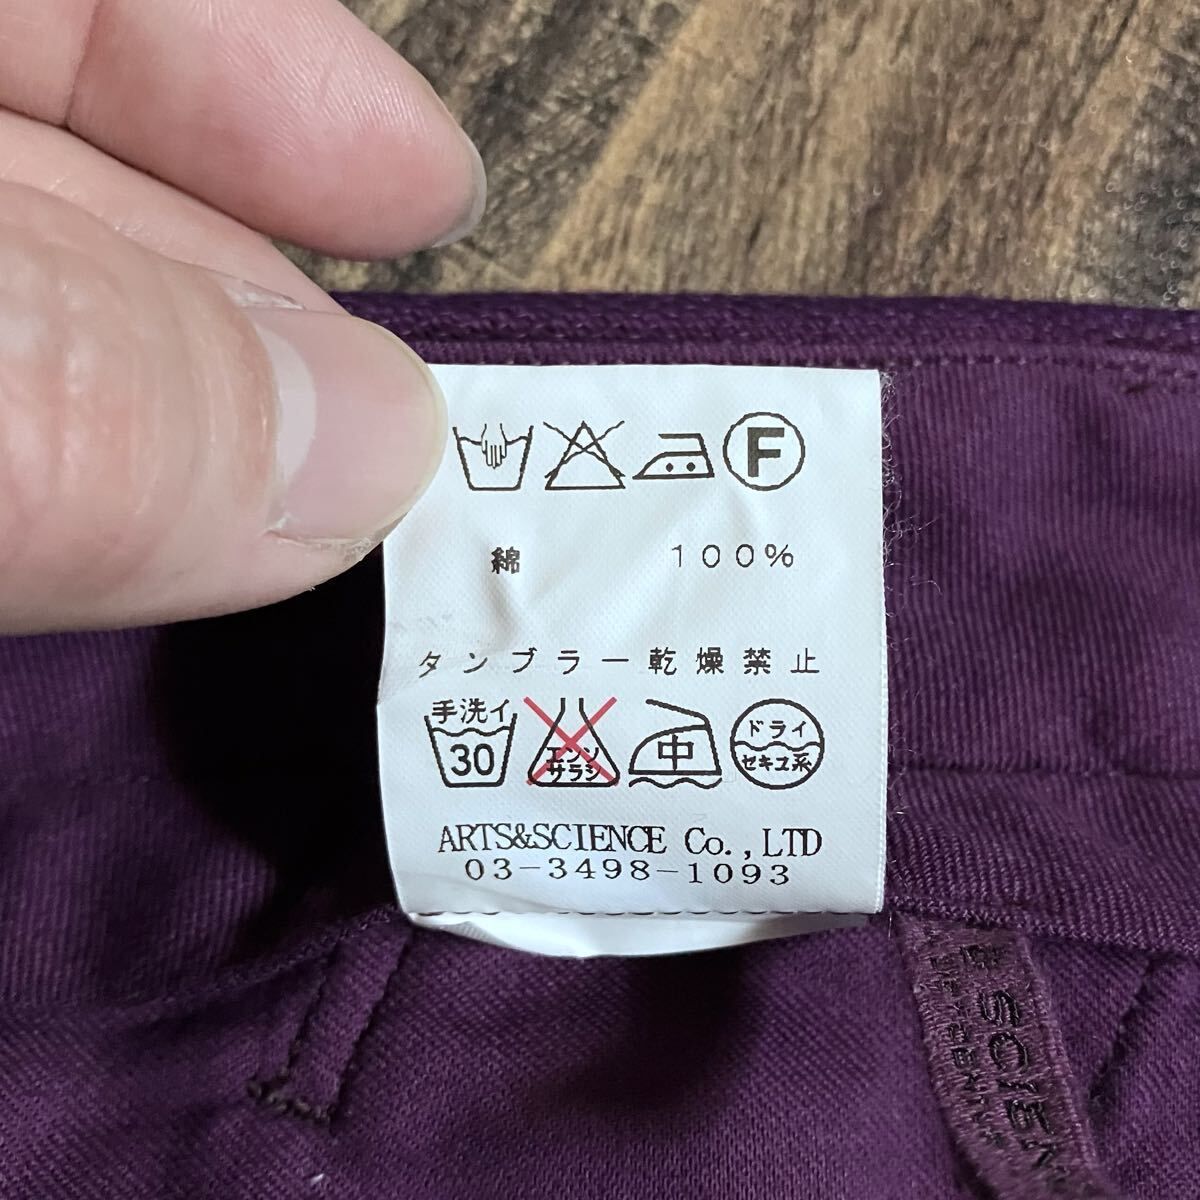 F
綿 100%
タンブラー乾燥禁止
手洗イ
30
エンソ
サラシ
中
ドライ
セキユ系
ARTS&SCIENCE Co.,LTD
03-3498-1093